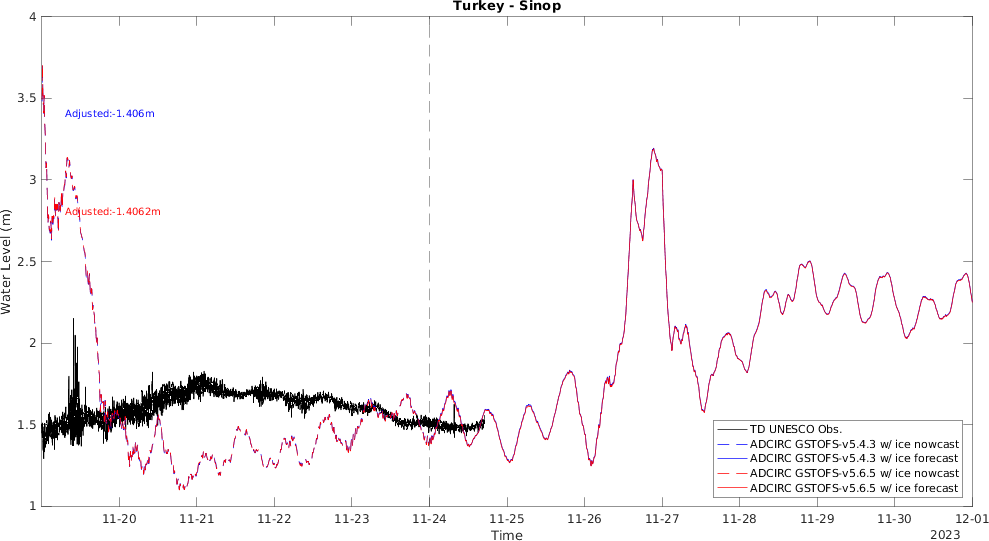 Turkey - Sinop
4
3.5
3
2.5
2
1.5
1
Water Level (m)
Adjusted:-1.406m
Adjusted:-1.4062m
TD UNESCO Obs.
ADCIRC GSTOFS-v5.4.3 w/ ice nowcast
ADCIRC GSTOFS-v5.4.3 w/ ice forecast
ADCIRC GSTOFS-v5.6.5 w/ ice nowcast
ADCIRC GSTOFS-v5.6.5 w/ ice forecast
11-20 11-21 11-22 11-23 11-24 11-25 11-26 11-27 11-28 11-29 11-30 12-01
Time
2023